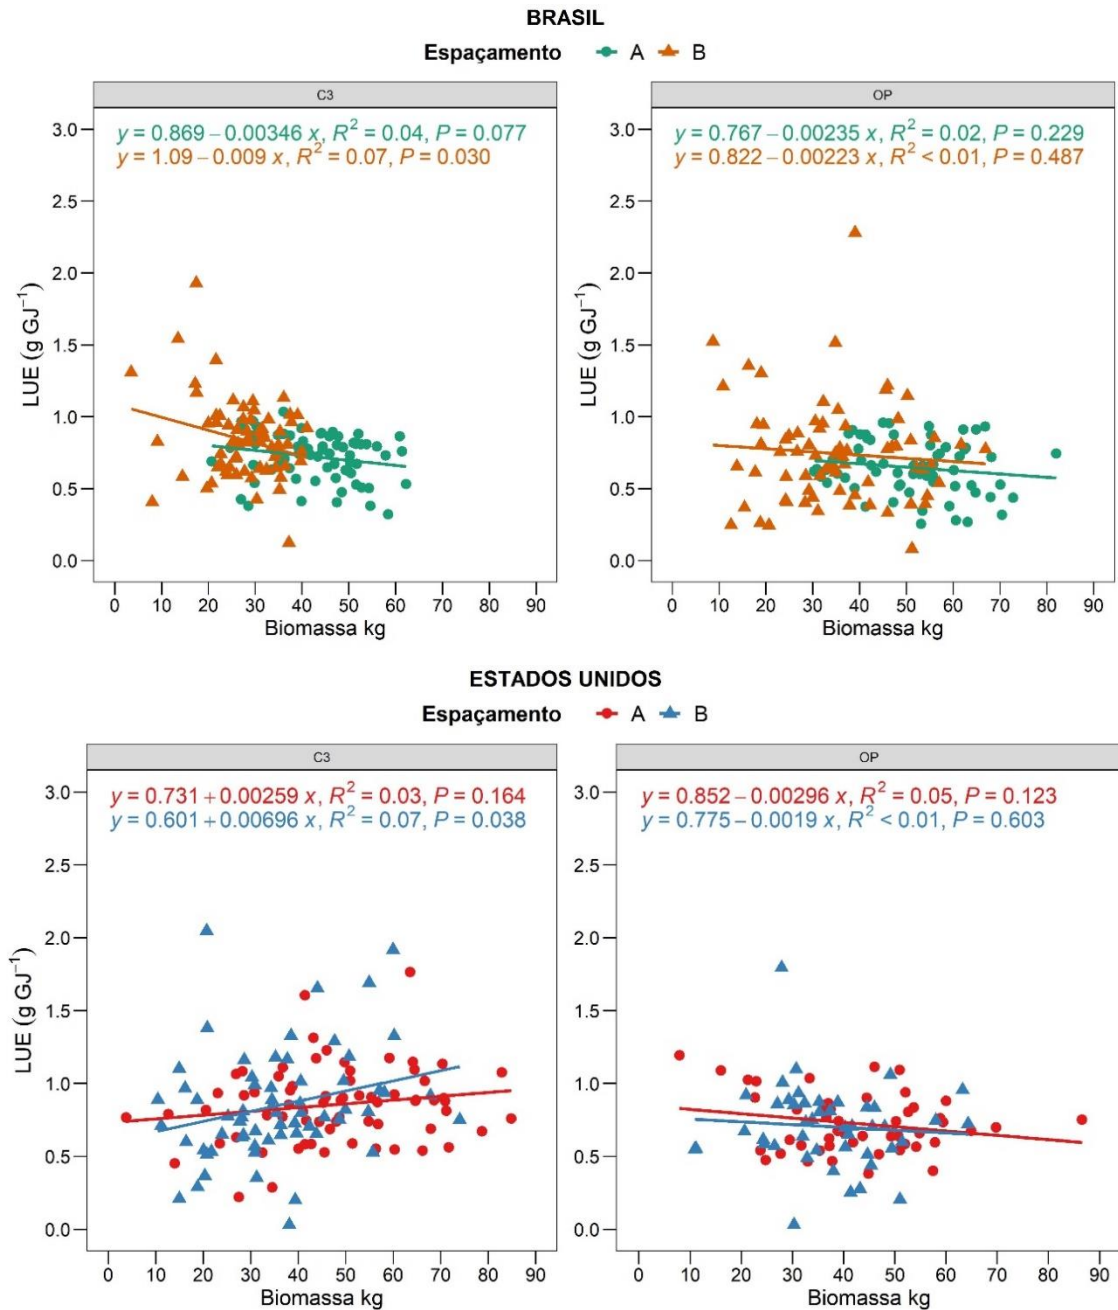 BRASIL
Espaçamento A B
C3
y = 0.869 − 0.00346 x, R² = 0.04, P = 0.077
y = 1.09 − 0.009 x, R² = 0.07, P = 0.030
3.0
2.5
2.0
1.5
1.0
0.5
0.0
LUE (g GJ⁻¹)
0 10 20 30 40 50 60 70 80 90
Biomassa kg
OP
y = 0.767 − 0.00235 x, R² = 0.02, P = 0.229
y = 0.822 − 0.00223 x, R² < 0.01, P = 0.487
3.0
2.5
2.0
1.5
1.0
0.5
0.0
LUE (g GJ⁻¹)
0 10 20 30 40 50 60 70 80 90
Biomassa kg
ESTADOS UNIDOS
Espaçamento A B
C3
y = 0.731 + 0.00259 x, R² = 0.03, P = 0.164
y = 0.601 + 0.00696 x, R² = 0.07, P = 0.038
3.0
2.5
2.0
1.5
1.0
0.5
0.0
LUE (g GJ⁻¹)
0 10 20 30 40 50 60 70 80 90
Biomassa kg
OP
y = 0.852 − 0.00296 x, R² = 0.05, P = 0.123
y = 0.775 − 0.0019 x, R² < 0.01, P = 0.603
3.0
2.5
2.0
1.5
1.0
0.5
0.0
0 10 20 30 40 50 60 70 80 90
Biomassa kg